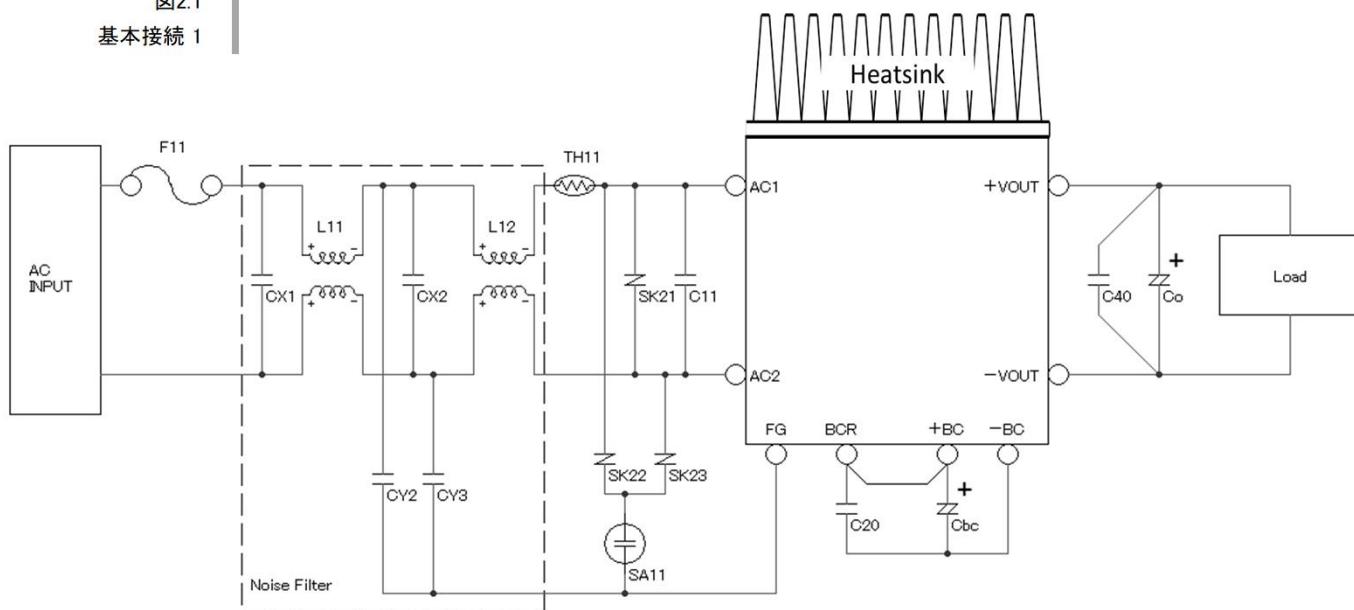 図2.1
基本接続 1
Heatsink
F11
TH11
AC1
+VOUT
L11
L12
AC
INPUT
CX1
CX2
SK21
C11
+
C40
Co
Load
AC2
-VOUT
FG
BCR
+BC
-BC
CY2
CY3
SK22
SK23
+
C20
Cbc
SA11
Noise Filter